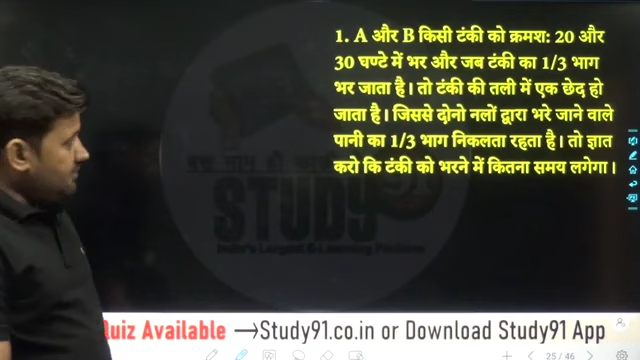 1. A और B किसी टंकी को क्रमश: 20 और
30 घण्टे में भर और जब टंकी का 1/3 भाग
भर जाता है। तो टंकी की तली में एक छेद हो
जाता है। जिससे दोनो नलों द्वारा भरे जाने वाले
पानी का 1/3 भाग निकलता रहता है। तो ज्ञात
करो कि टंकी को भरने में कितना समय लगेगा।
STUDY 91
India's Largest E Learning Platform
Quiz Available →Study91.co.in or Download Study91 App
25 / 46